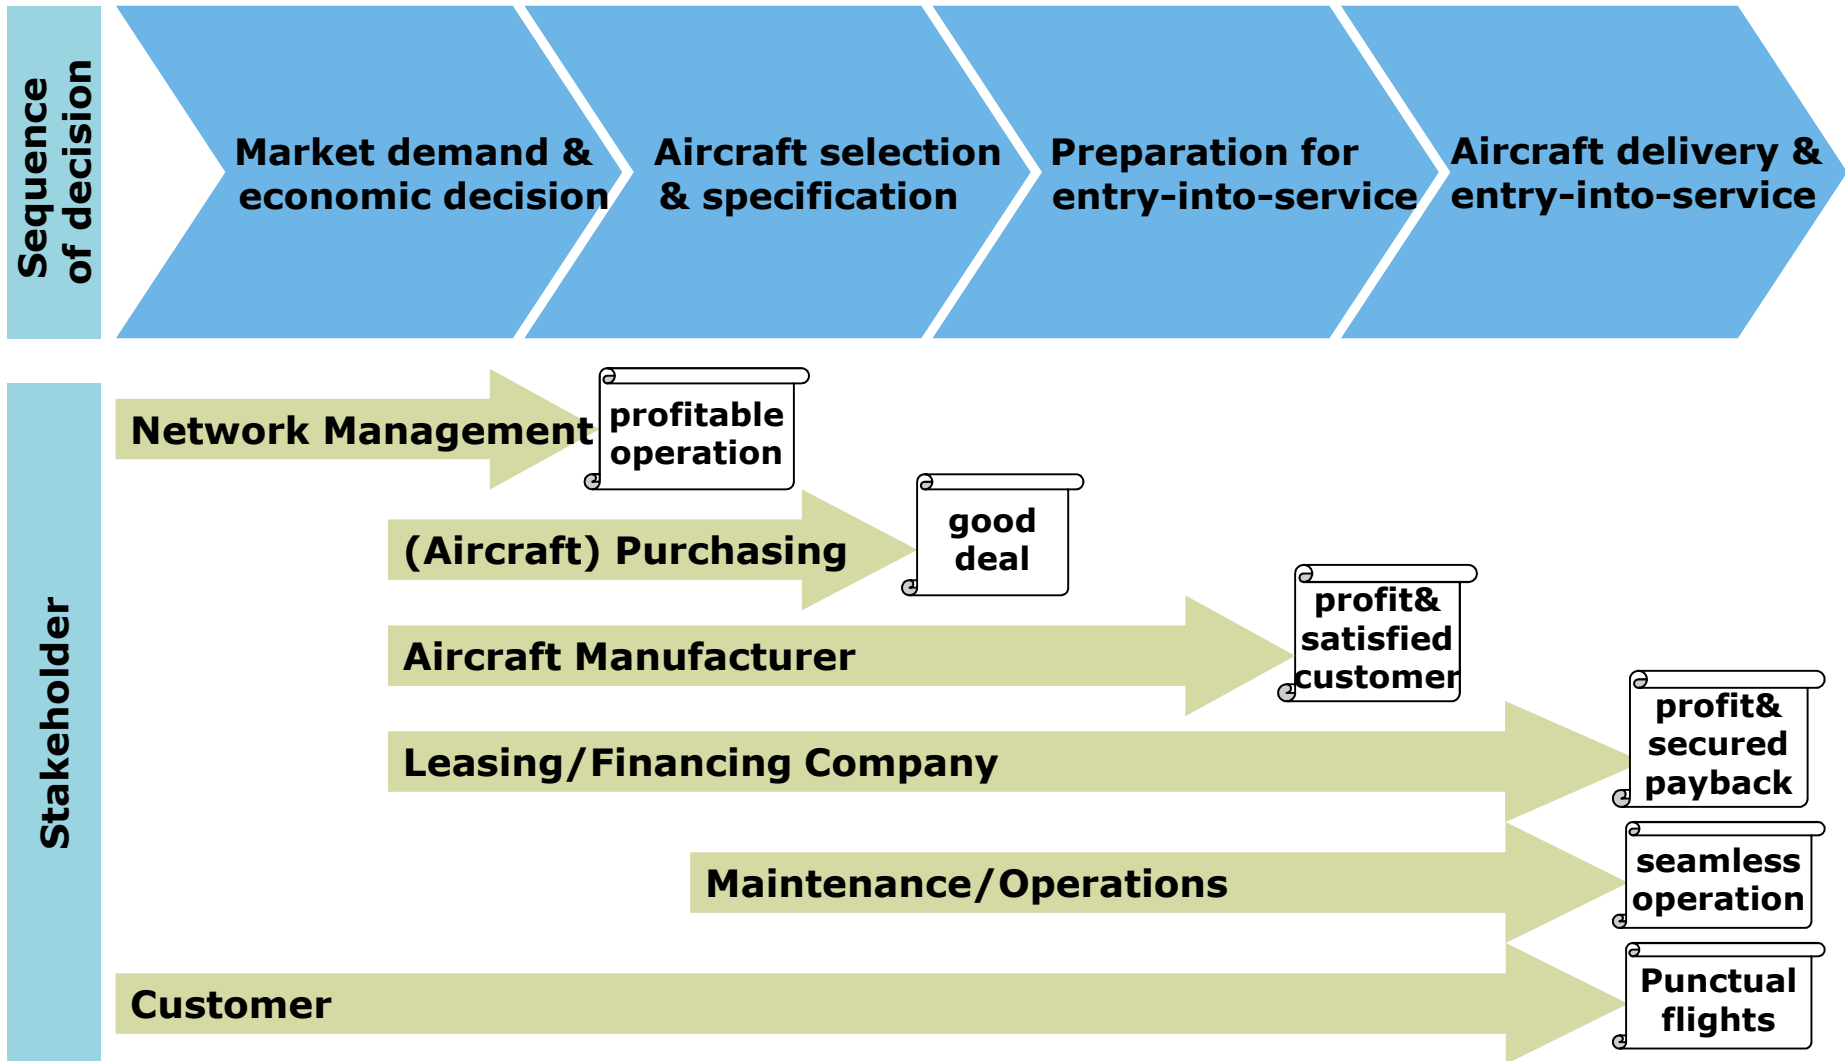 Sequence
of decision
Market demand &
economic decision
Aircraft selection
& specification
Preparation for
entry-into-service
Aircraft delivery &
entry-into-service
Stakeholder
Network Management
profitable
operation
(Aircraft) Purchasing
good
deal
Aircraft Manufacturer
profit&
satisfied
customer
Leasing/Financing Company
profit&
secured
payback
Maintenance/Operations
seamless
operation
Customer
Punctual
flights